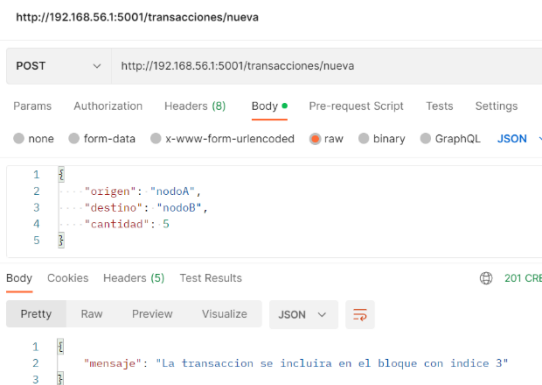 http://192.168.56.1:5001/transacciones/nueva
POST http://192.168.56.1:5001/transacciones/nueva
Params Authorization Headers (8) Body Pre-request Script Tests Settings
none form-data x-www-form-urlencoded raw binary GraphQL JSON
1 {
2 "origen": "nodoA",
3 "destino": "nodoB",
4 "cantidad": 5
5 }
Body Cookies Headers (5) Test Results 201 CRE
Pretty Raw Preview Visualize JSON
1 {
2 "mensaje": "La transaccion se incluira en el bloque con indice 3"
3 }